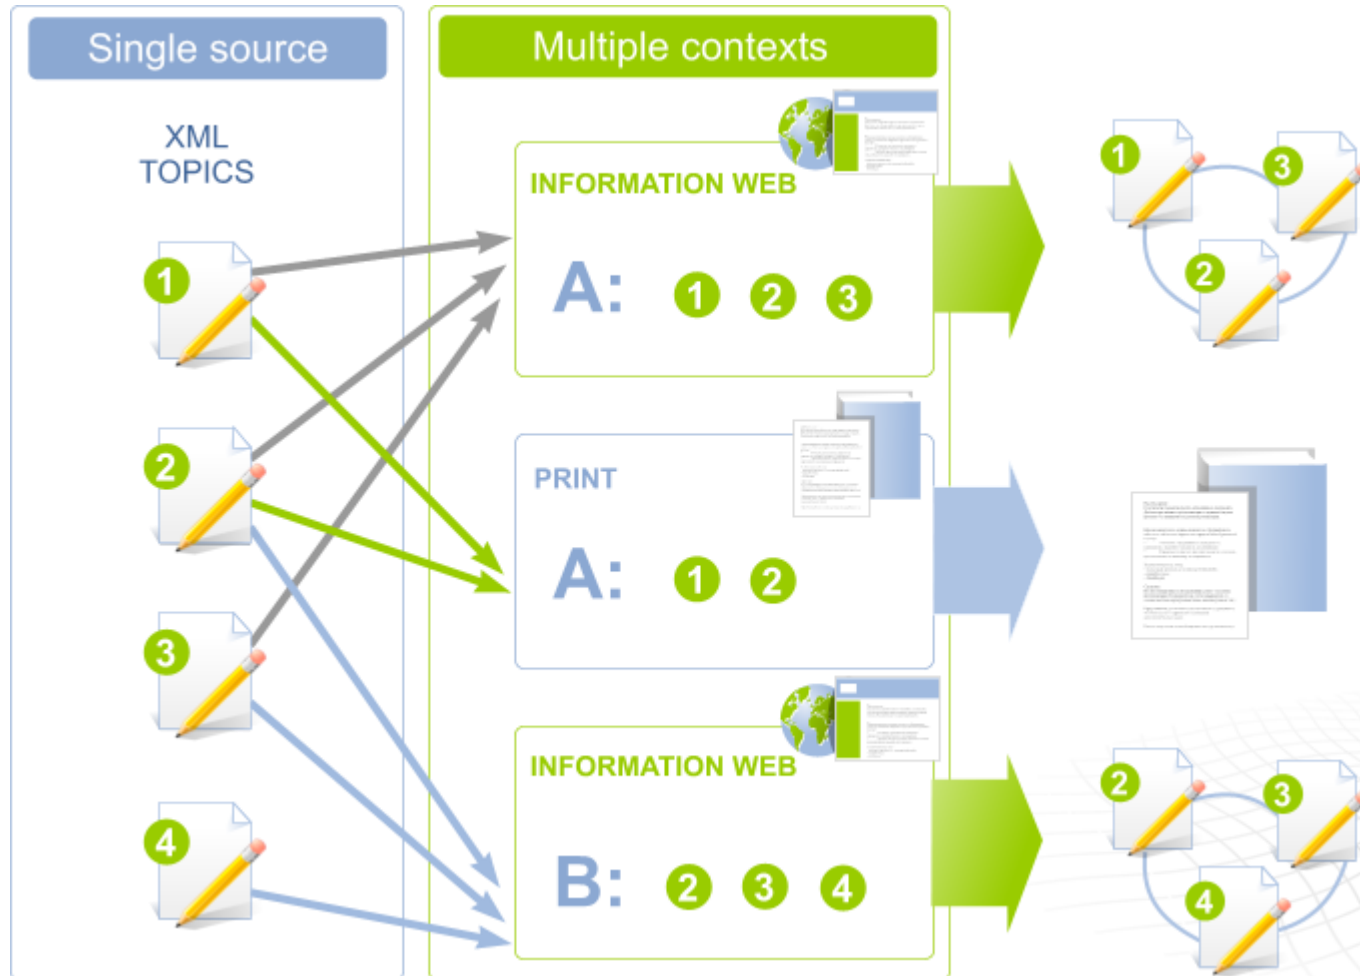 Single source
Multiple contexts
XML
TOPICS
1
2
3
4
INFORMATION WEB
A: 1 2 3
PRINT
A: 1 2
INFORMATION WEB
B: 2 3 4
1
3
2
2
3
4